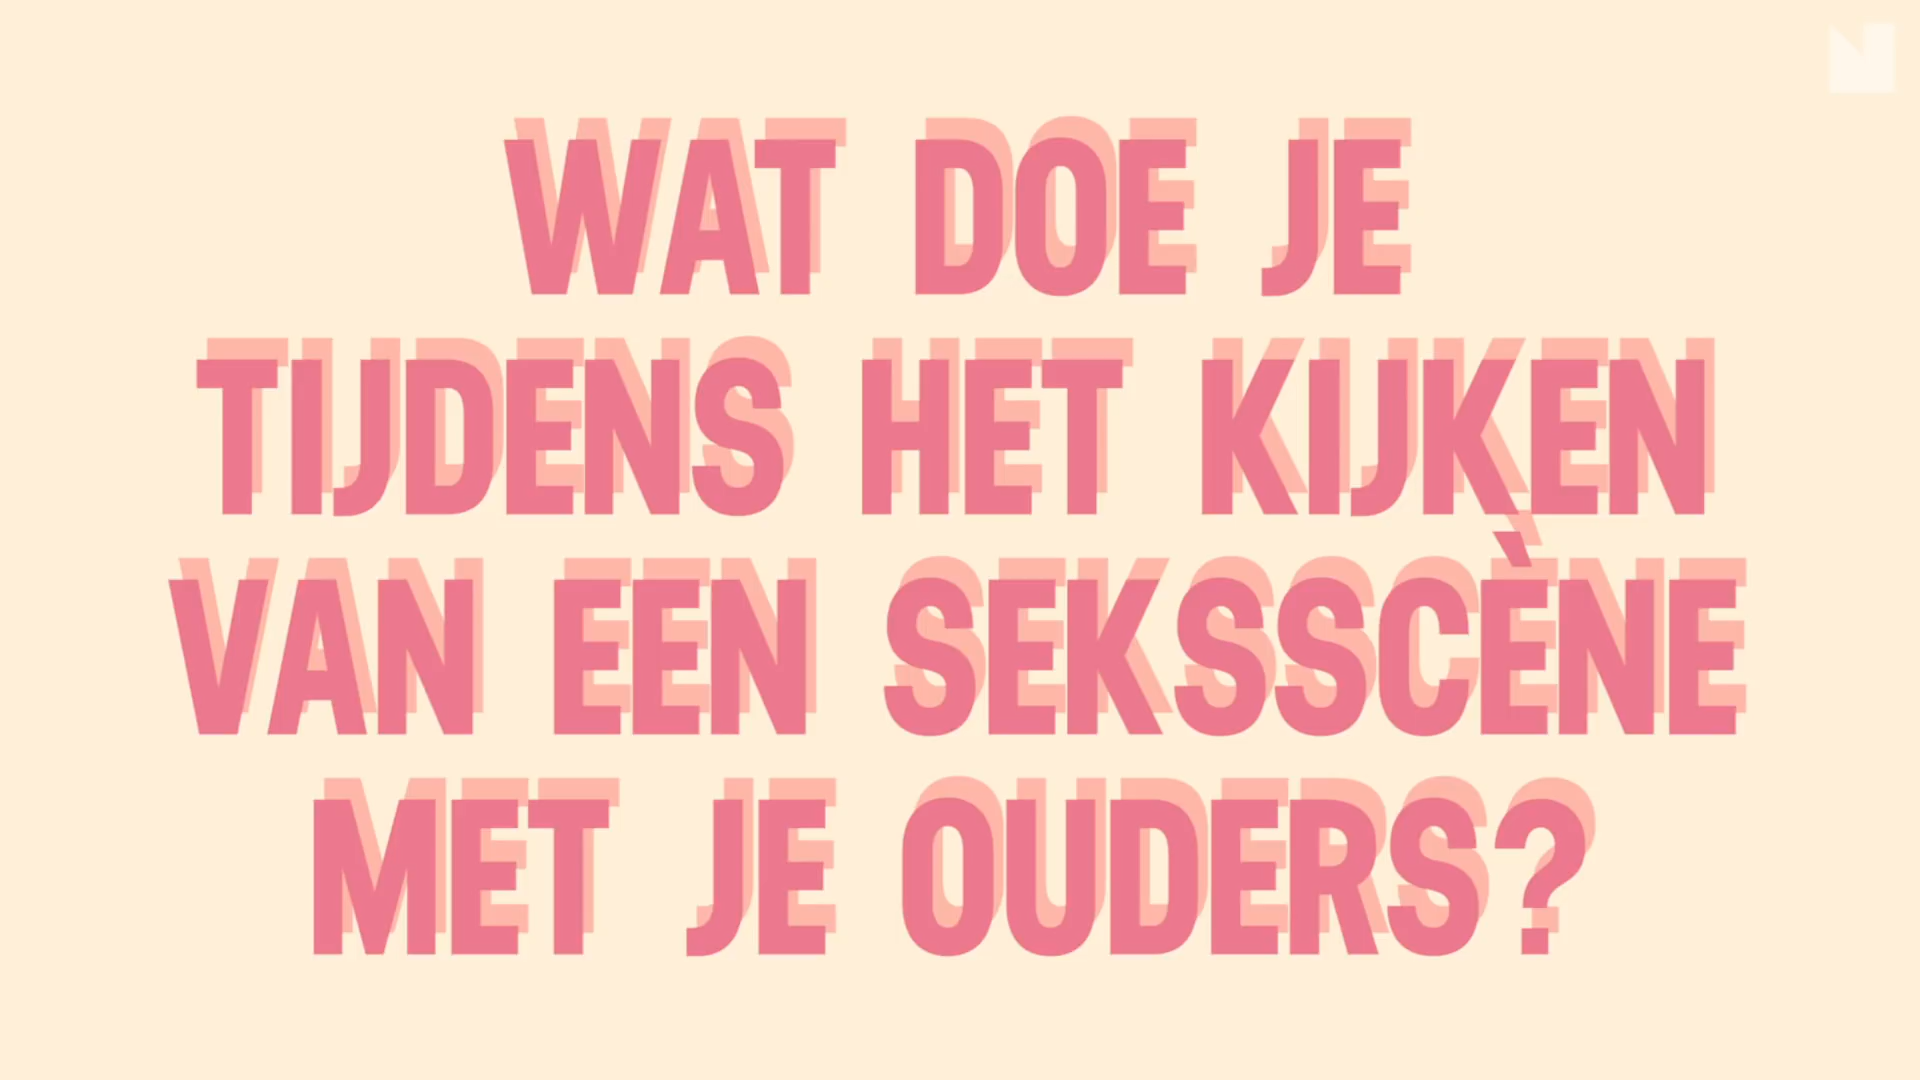 WAT DOE JE
TIJDENS HET KIJKEN
VAN EEN SEKSSCÈNE
MET JE OUDERS?